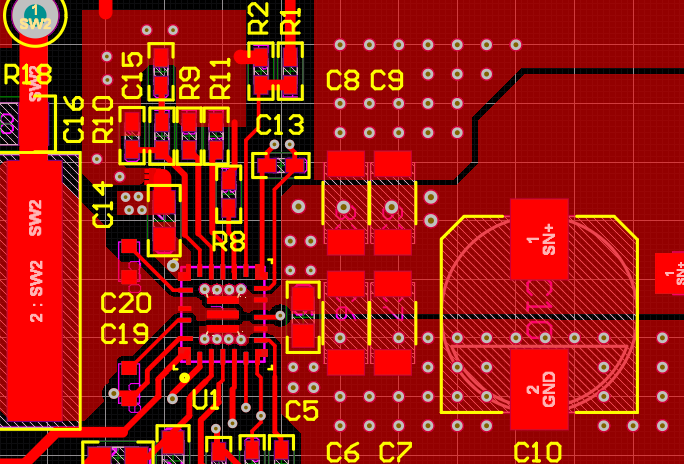 1
SW2
R2
R1
R18
SW2
C15
R9
R11
C8 C9
C16
R10
C13
C14
SW2
R8
1
SN+
2 : SW2
C20
C19
U1
C5
2
GND
C6 C7
C10